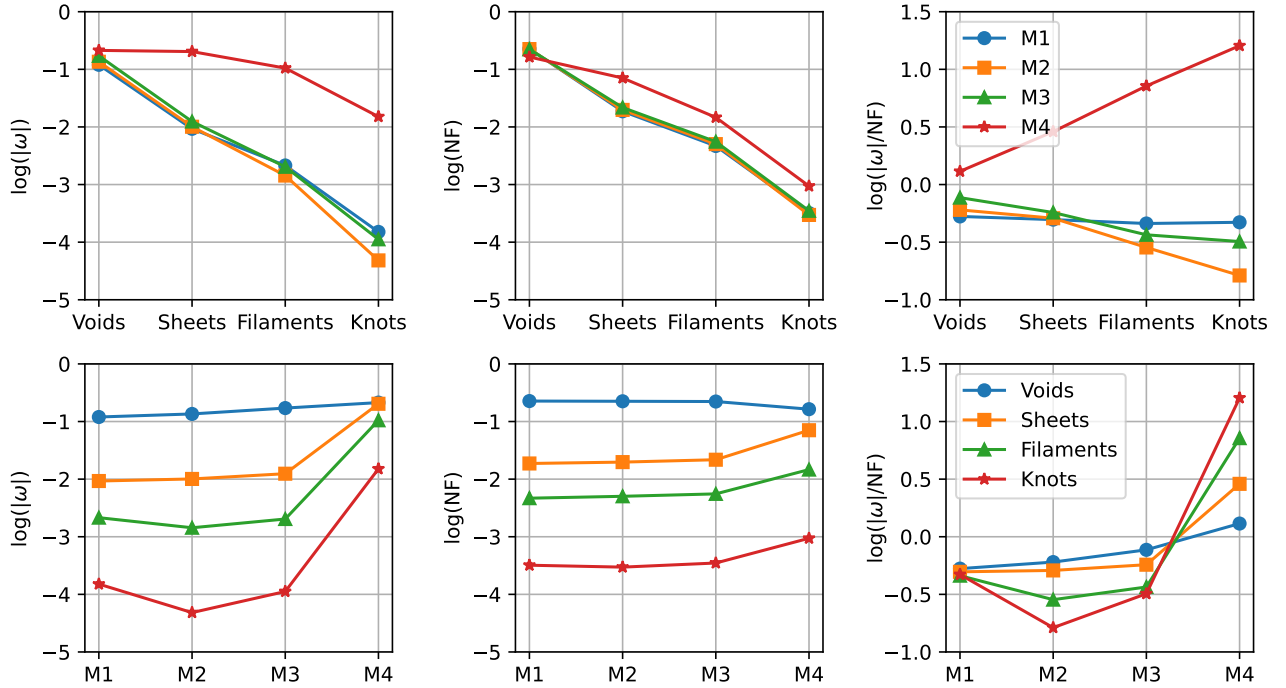 0
−1
−2
−3
−4
−5
log(|ω|)
Voids Sheets Filaments Knots
0
−1
−2
−3
−4
−5
log(NF)
Voids Sheets Filaments Knots
1.5
1.0
0.5
0.0
−0.5
−1.0
log(|ω|/NF)
M1
M2
M3
M4
Voids Sheets Filaments Knots
0
−1
−2
−3
−4
−5
log(|ω|)
M1 M2 M3 M4
0
−1
−2
−3
−4
−5
log(NF)
M1 M2 M3 M4
1.5
1.0
0.5
0.0
−0.5
−1.0
log(|ω|/NF)
Voids
Sheets
Filaments
Knots
M1 M2 M3 M4